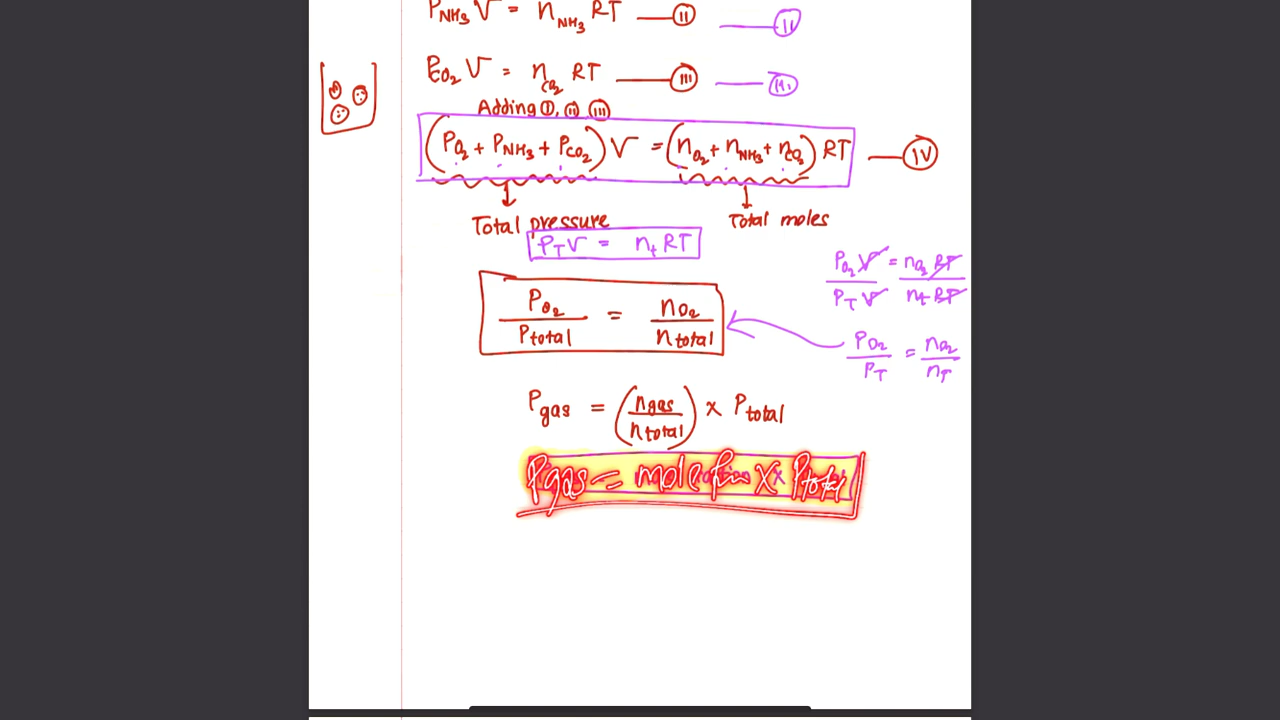 P_NH₃ V = n_NH₃ RT —(II) —(II)
P_CO₂ V = n_CO₂ RT —(III) —(III)
Adding (I), (II), (III)
(P_O₂ + P_NH₃ + P_CO₂) V = (n_O₂ + n_NH₃ + n_CO₂) RT —(IV)
Total pressure Total moles
P_T V = n_t RT
P_O₂ V / P_T V = n_O₂ RT / n_t RT
P_O₂ / P_total = n_O₂ / n_total
P_O₂ / P_T = n_O₂ / n_T
P_gas = (n_gas / n_total) × P_total
P_gas = mole × P_total